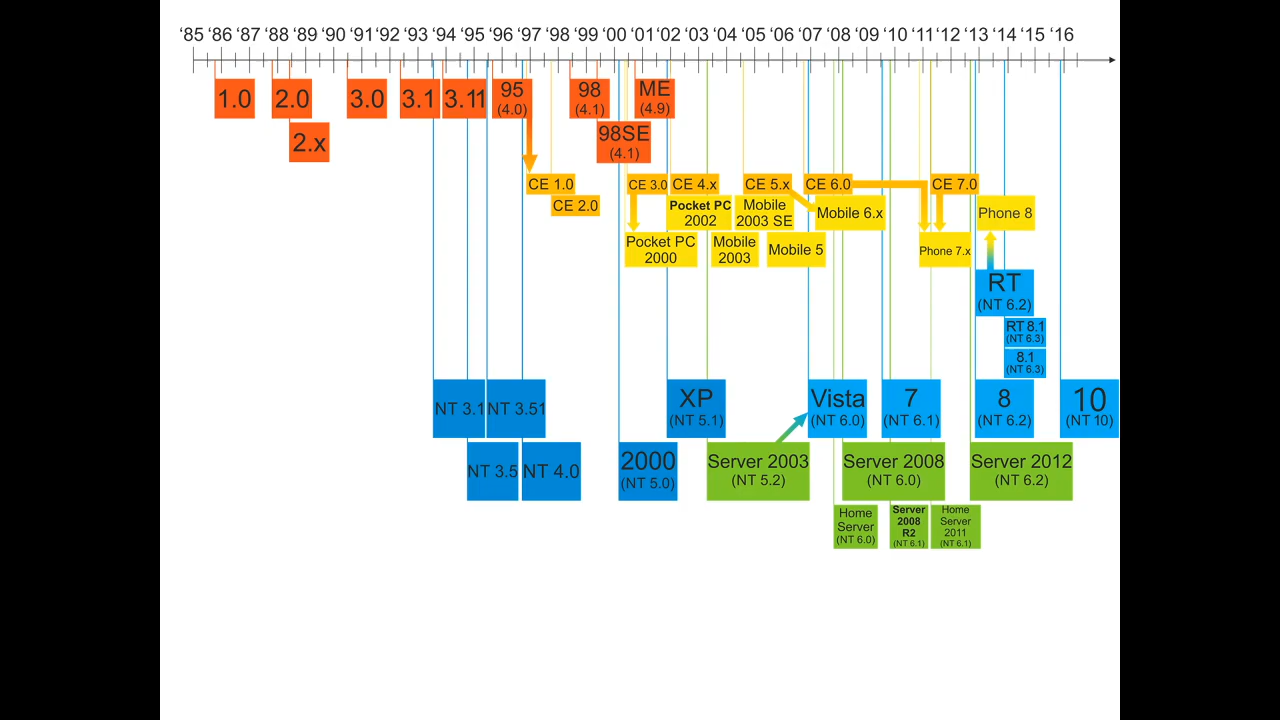 ‘85 ‘86 ‘87 ‘88 ‘89 ‘90 ‘91 ‘92 ‘93 ‘94 ‘95 ‘96 ‘97 ‘98 ‘99 ‘00 ‘01 ‘02 ‘03 ‘04 ‘05 ‘06 ‘07 ‘08 ‘09 ‘10 ‘11 ‘12 ‘13 ‘14 ‘15 ‘16
1.0
2.0
3.0
3.1
3.11
95
(4.0)
98
(4.1)
ME
(4.9)
2.x
98SE
(4.1)
CE 1.0
CE 2.0
CE 3.0
CE 4.x
CE 5.x
CE 6.0
CE 7.0
Pocket PC
2002
Mobile
2003 SE
Mobile 6.x
Phone 8
Pocket PC
2000
Mobile
2003
Mobile 5
Phone 7.x
RT
(NT 6.2)
RT 8.1
(NT 6.3)
8.1
(NT 6.3)
NT 3.1
NT 3.51
XP
(NT 5.1)
Vista
(NT 6.0)
7
(NT 6.1)
8
(NT 6.2)
10
(NT 10)
NT 3.5
NT 4.0
2000
(NT 5.0)
Server 2003
(NT 5.2)
Server 2008
(NT 6.0)
Server 2012
(NT 6.2)
Home
Server
(NT 6.0)
Server
2008
R2
(NT 6.1)
Home
Server
2011
(NT 6.1)